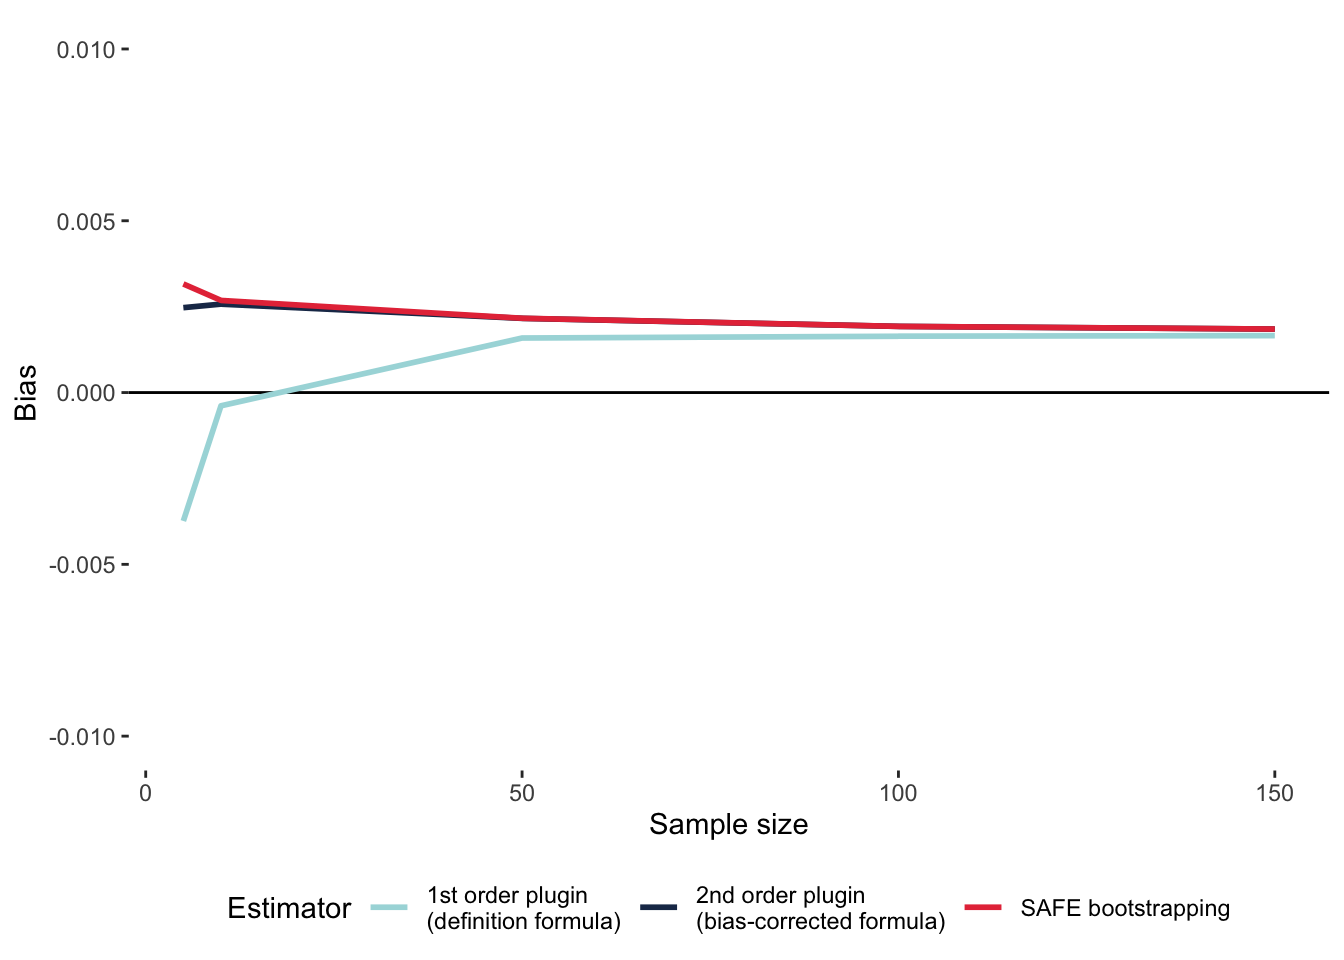 0.010
0.005
0.000
-0.005
-0.010
Bias
0
50
100
150
Sample size
Estimator
1st order plugin
(definition formula)
2nd order plugin
(bias-corrected formula)
SAFE bootstrapping